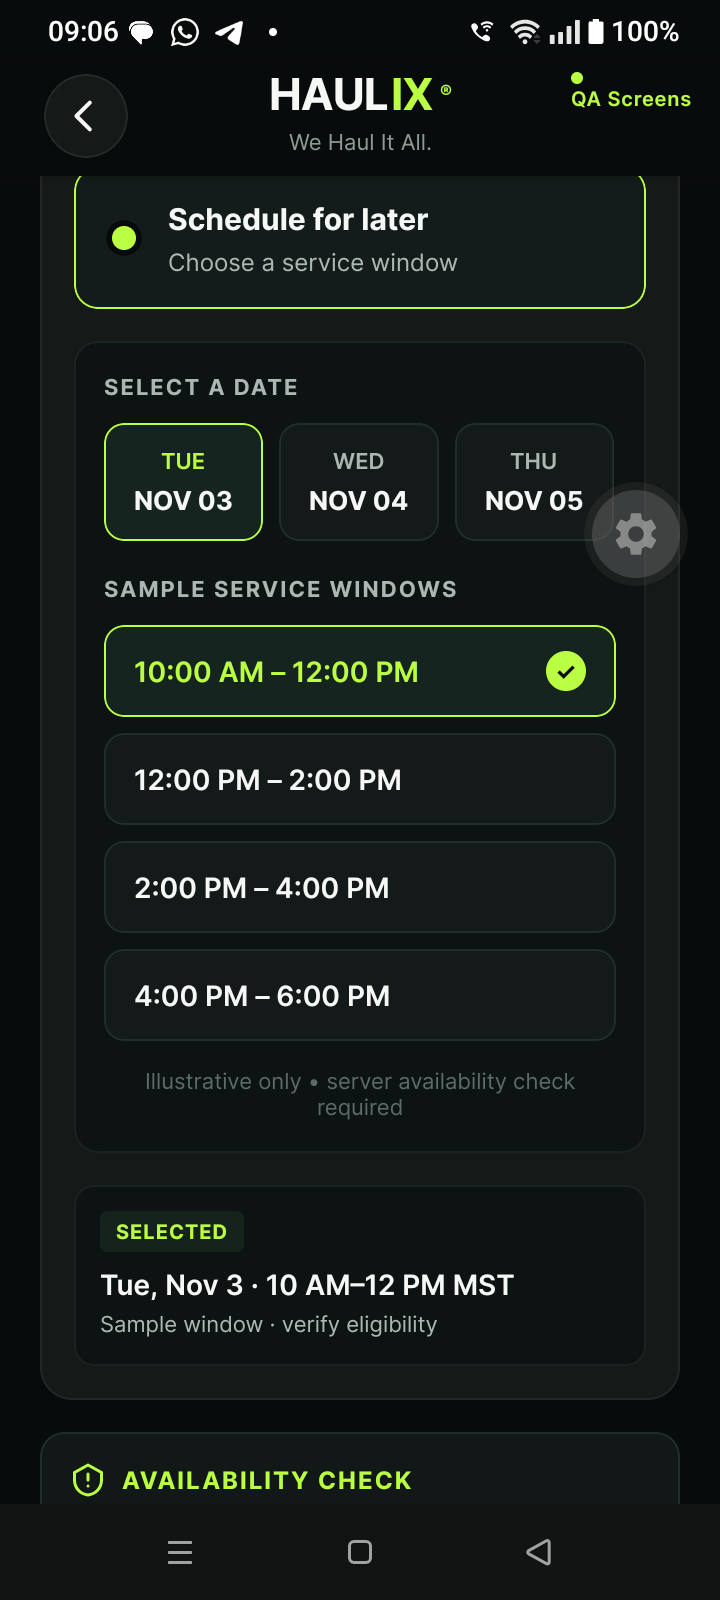 09:06
100%
HAULIX ®
QA Screens
We Haul It All.
Schedule for later
Choose a service window
SELECT A DATE
TUE
NOV 03
WED
NOV 04
THU
NOV 05
SAMPLE SERVICE WINDOWS
10:00 AM – 12:00 PM
12:00 PM – 2:00 PM
2:00 PM – 4:00 PM
4:00 PM – 6:00 PM
Illustrative only • server availability check
required
SELECTED
Tue, Nov 3 · 10 AM–12 PM MST
Sample window · verify eligibility
AVAILABILITY CHECK